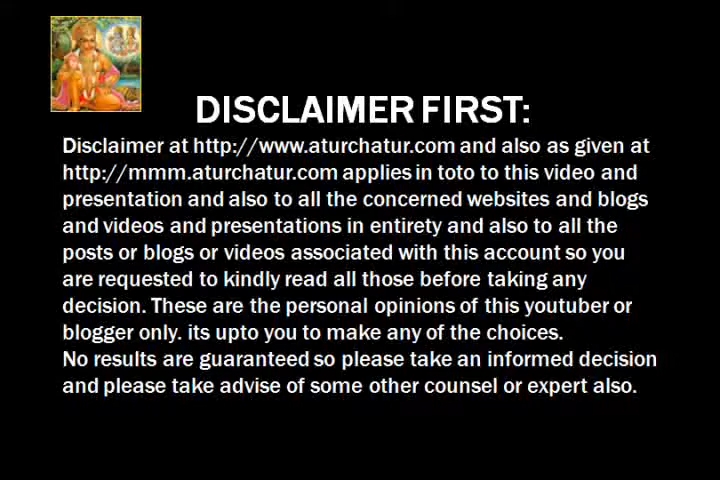 DISCLAIMER FIRST:
Disclaimer at http://www.aturchatur.com and also as given at
http://mmm.aturchatur.com applies in toto to this video and
presentation and also to all the concerned websites and blogs
and videos and presentations in entirety and also to all the
posts or blogs or videos associated with this account so you
are requested to kindly read all those before taking any
decision. These are the personal opinions of this youtuber or
blogger only. its upto you to make any of the choices.
No results are guaranteed so please take an informed decision
and please take advise of some other counsel or expert also.